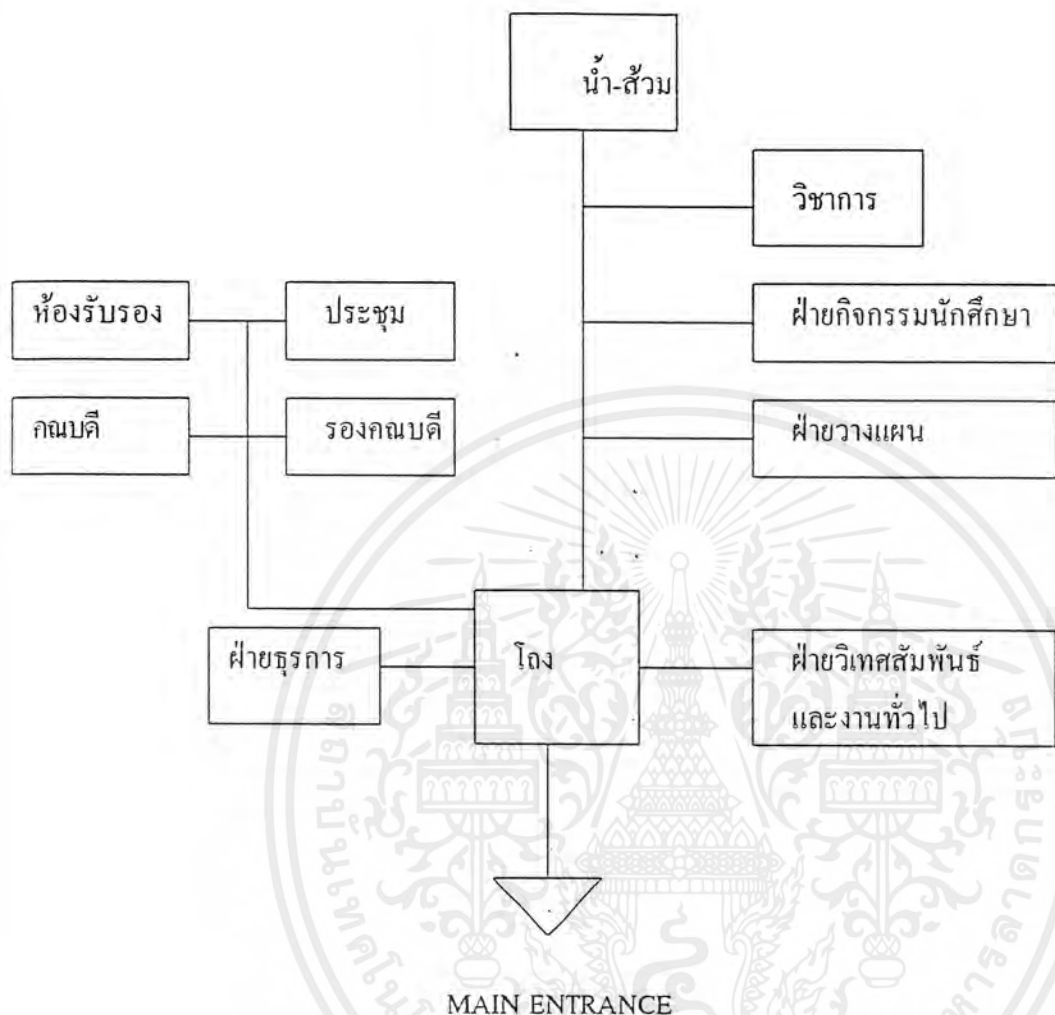 น้ำ-ส้วม
วิชาการ
ห้องรับรอง
ประชุม
ฝ่ายกิจกรรมนักศึกษา
คณบดี
รองคณบดี
ฝ่ายวางแผน
ฝ่ายธุรการ
โถง
ฝ่ายวิเทศสัมพันธ์
และงานทั่วไป
MAIN ENTRANCE